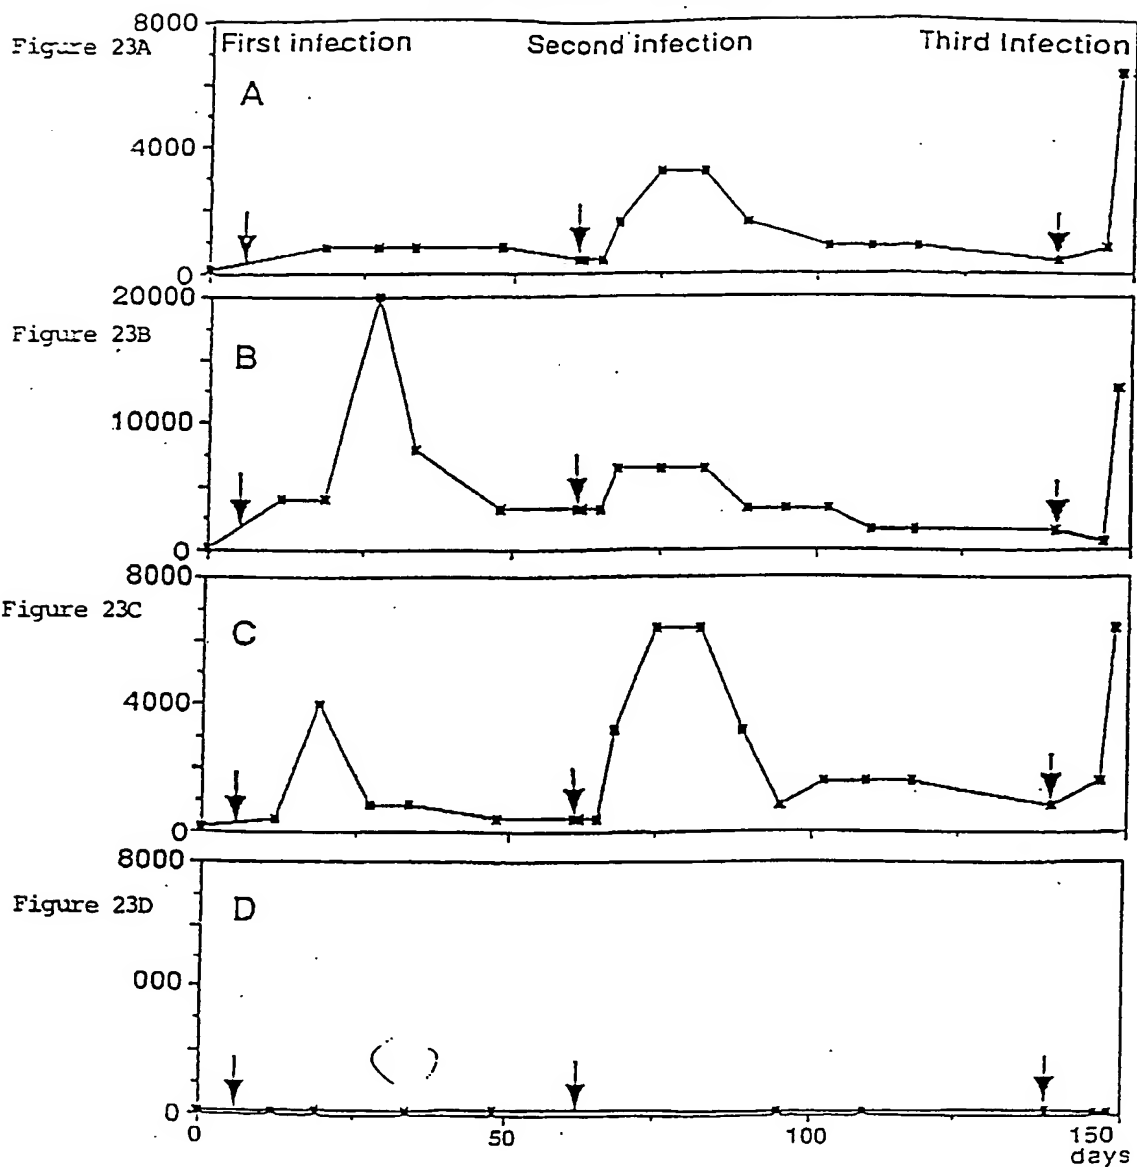 8000
Figure 23A
First infection Second infection Third Infection
A
4000
0
20000
Figure 23B
B
10000
0
8000
Figure 23C
C
4000
0
8000
Figure 23D
D
000
0
0 50 100 150
days